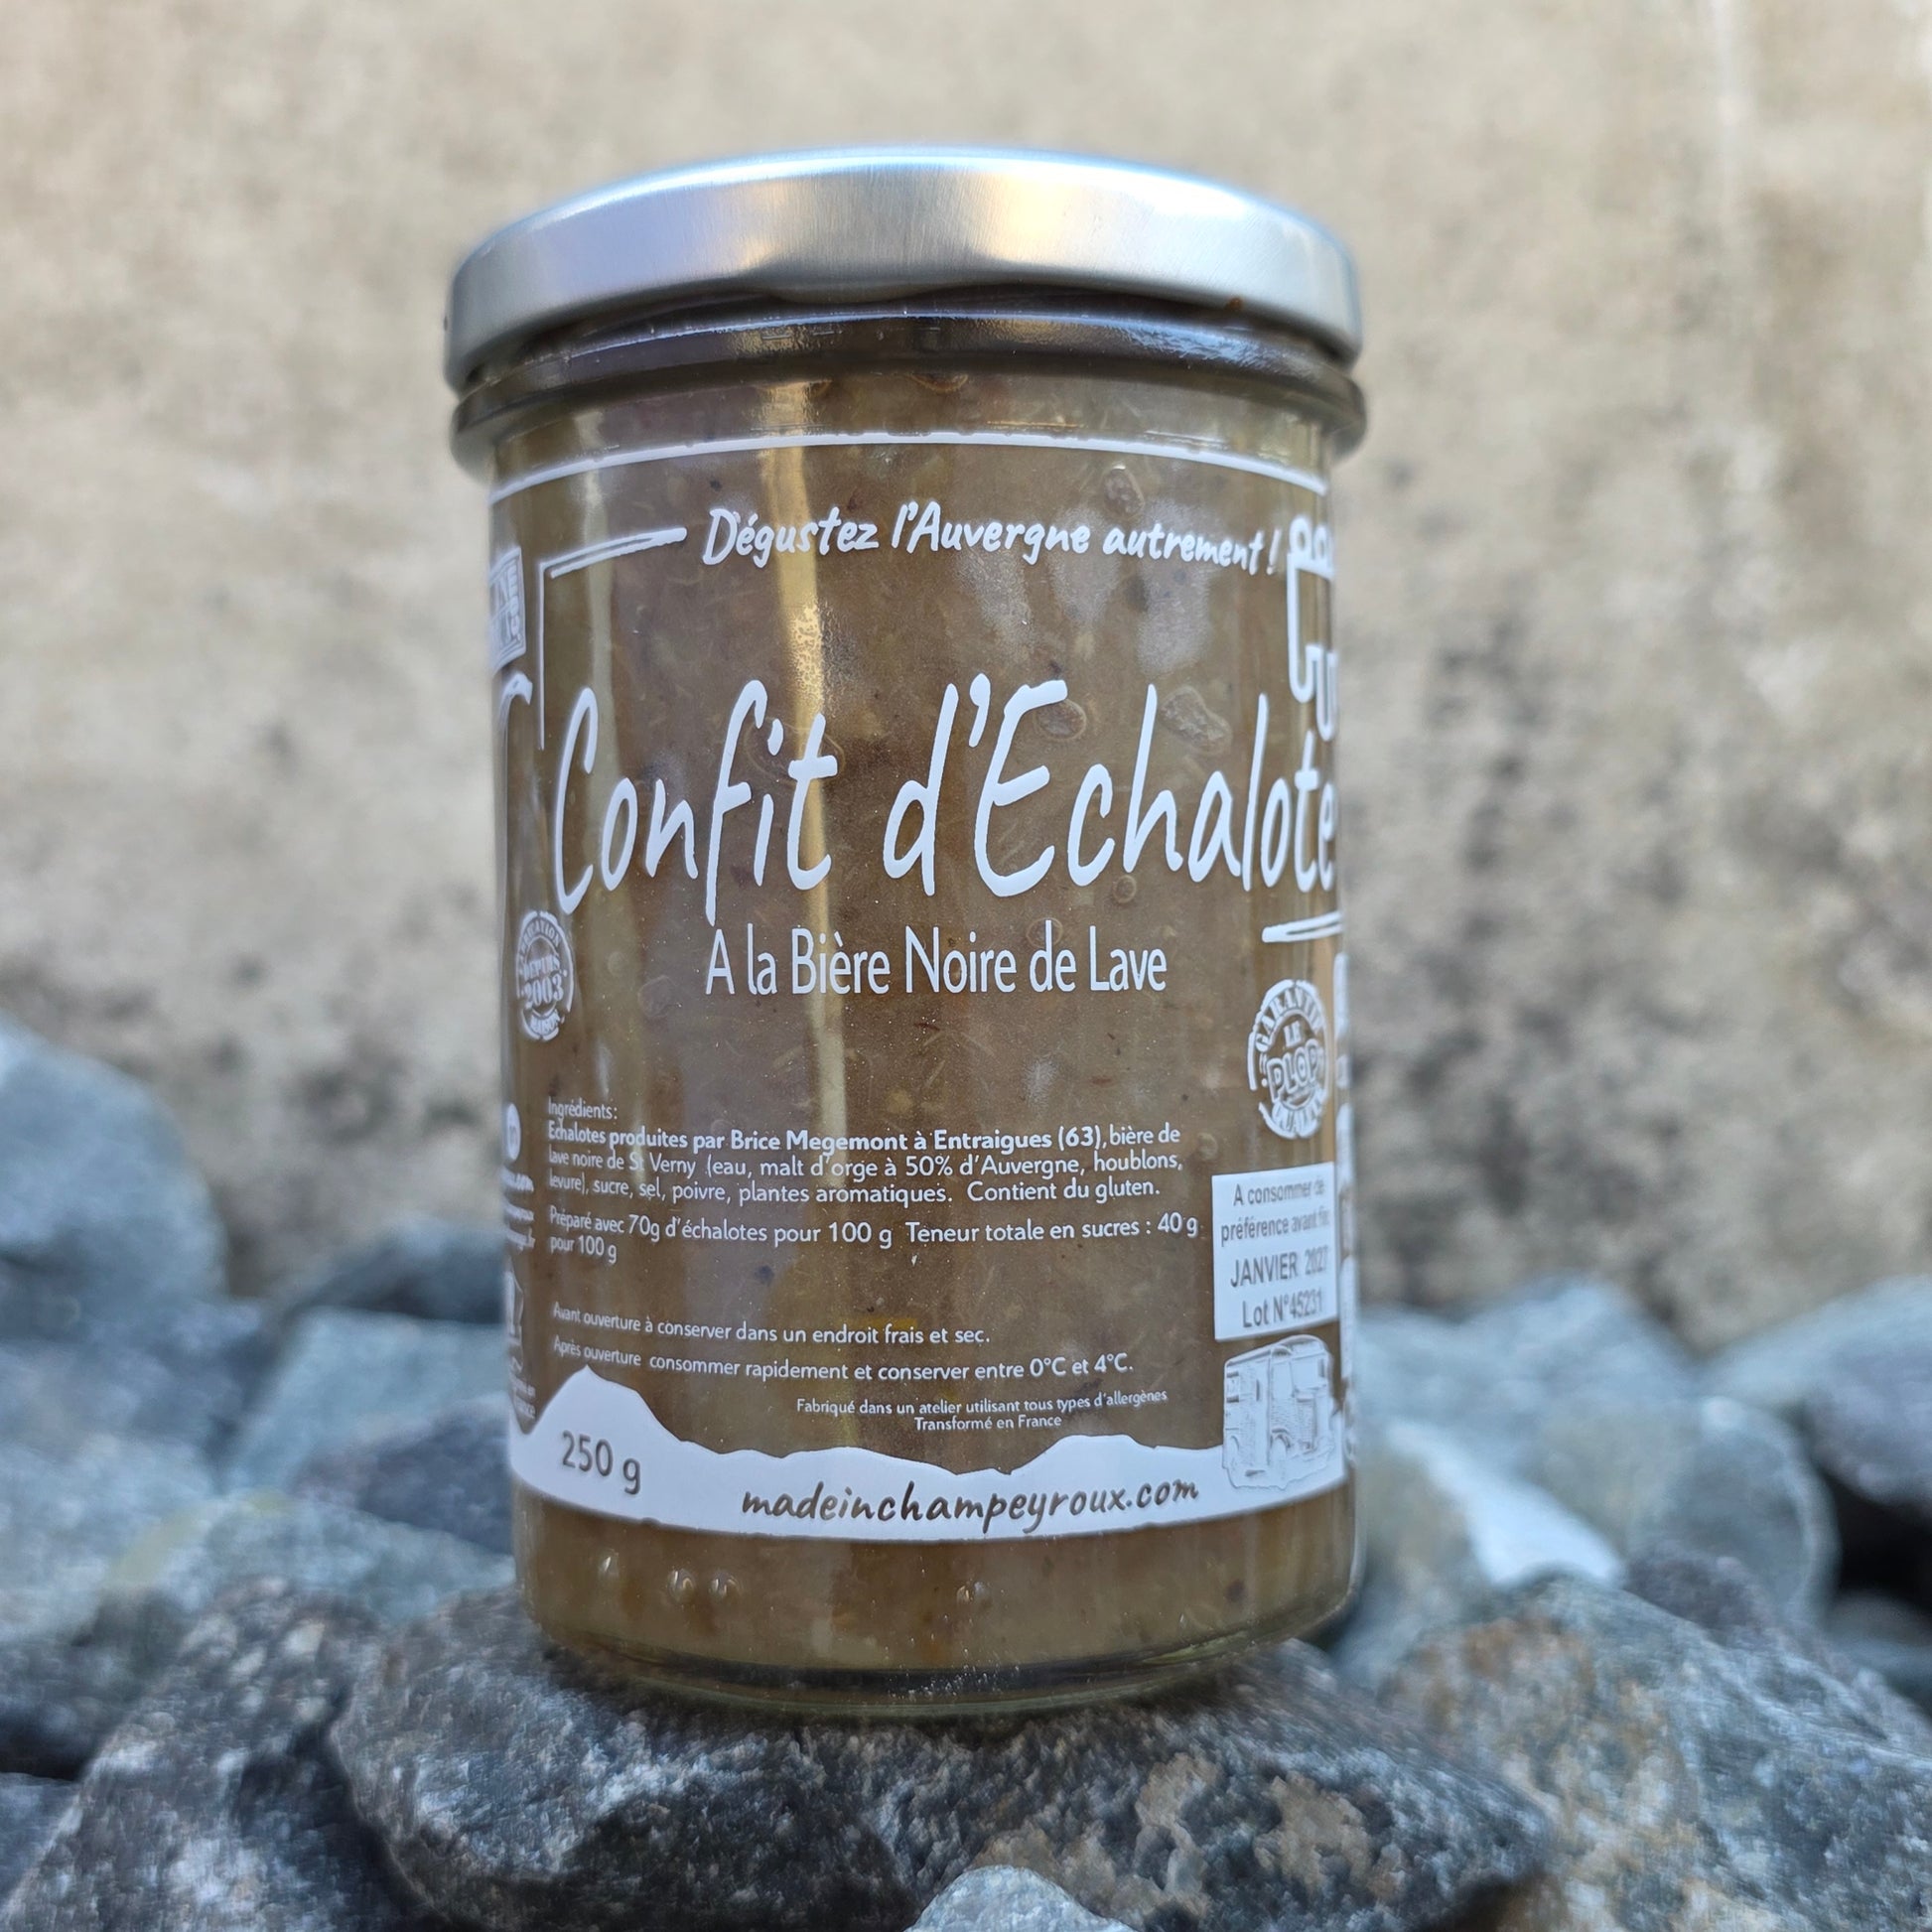 Dégustez l'Auvergne autrement !
Confit d'Echalote
A la Bière Noire de Lave
DEPUIS
2003
GARANTIE
LE
PLOP
Ingrédients:
Echalotes produites par Brice Megemont à Entraigues (63), bière de
lave noire de St Verny (eau, malt d'orge à 50% d'Auvergne, houblons,
levure), sucre, sel, poivre, plantes aromatiques. Contient du gluten.
Préparé avec 70g d'échalotes pour 100 g Teneur totale en sucres : 40 g
pour 100 g
A consommer de
préférence avant fin
JANVIER 2027
Lot N°45231
Avant ouverture à conserver dans un endroit frais et sec.
Après ouverture consommer rapidement et conserver entre 0°C et 4°C.
Fabriqué dans un atelier utilisant tous types d'allergènes
Transformé en France
250 g
madeinchampeyroux.com